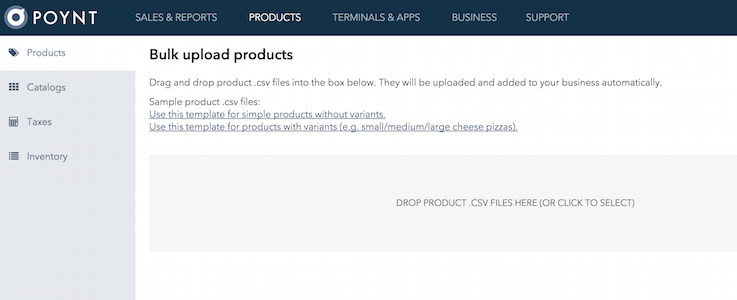 POYNT
SALES & REPORTS
PRODUCTS
TERMINALS & APPS
BUSINESS
SUPPORT
Products
Catalogs
Taxes
Inventory
Bulk upload products
Drag and drop product .csv files into the box below. They will be uploaded and added to your business automatically.
Sample product .csv files:
Use this template for simple products without variants.
Use this template for products with variants (e.g. small/medium/large cheese pizzas).
DROP PRODUCT .CSV FILES HERE (OR CLICK TO SELECT)